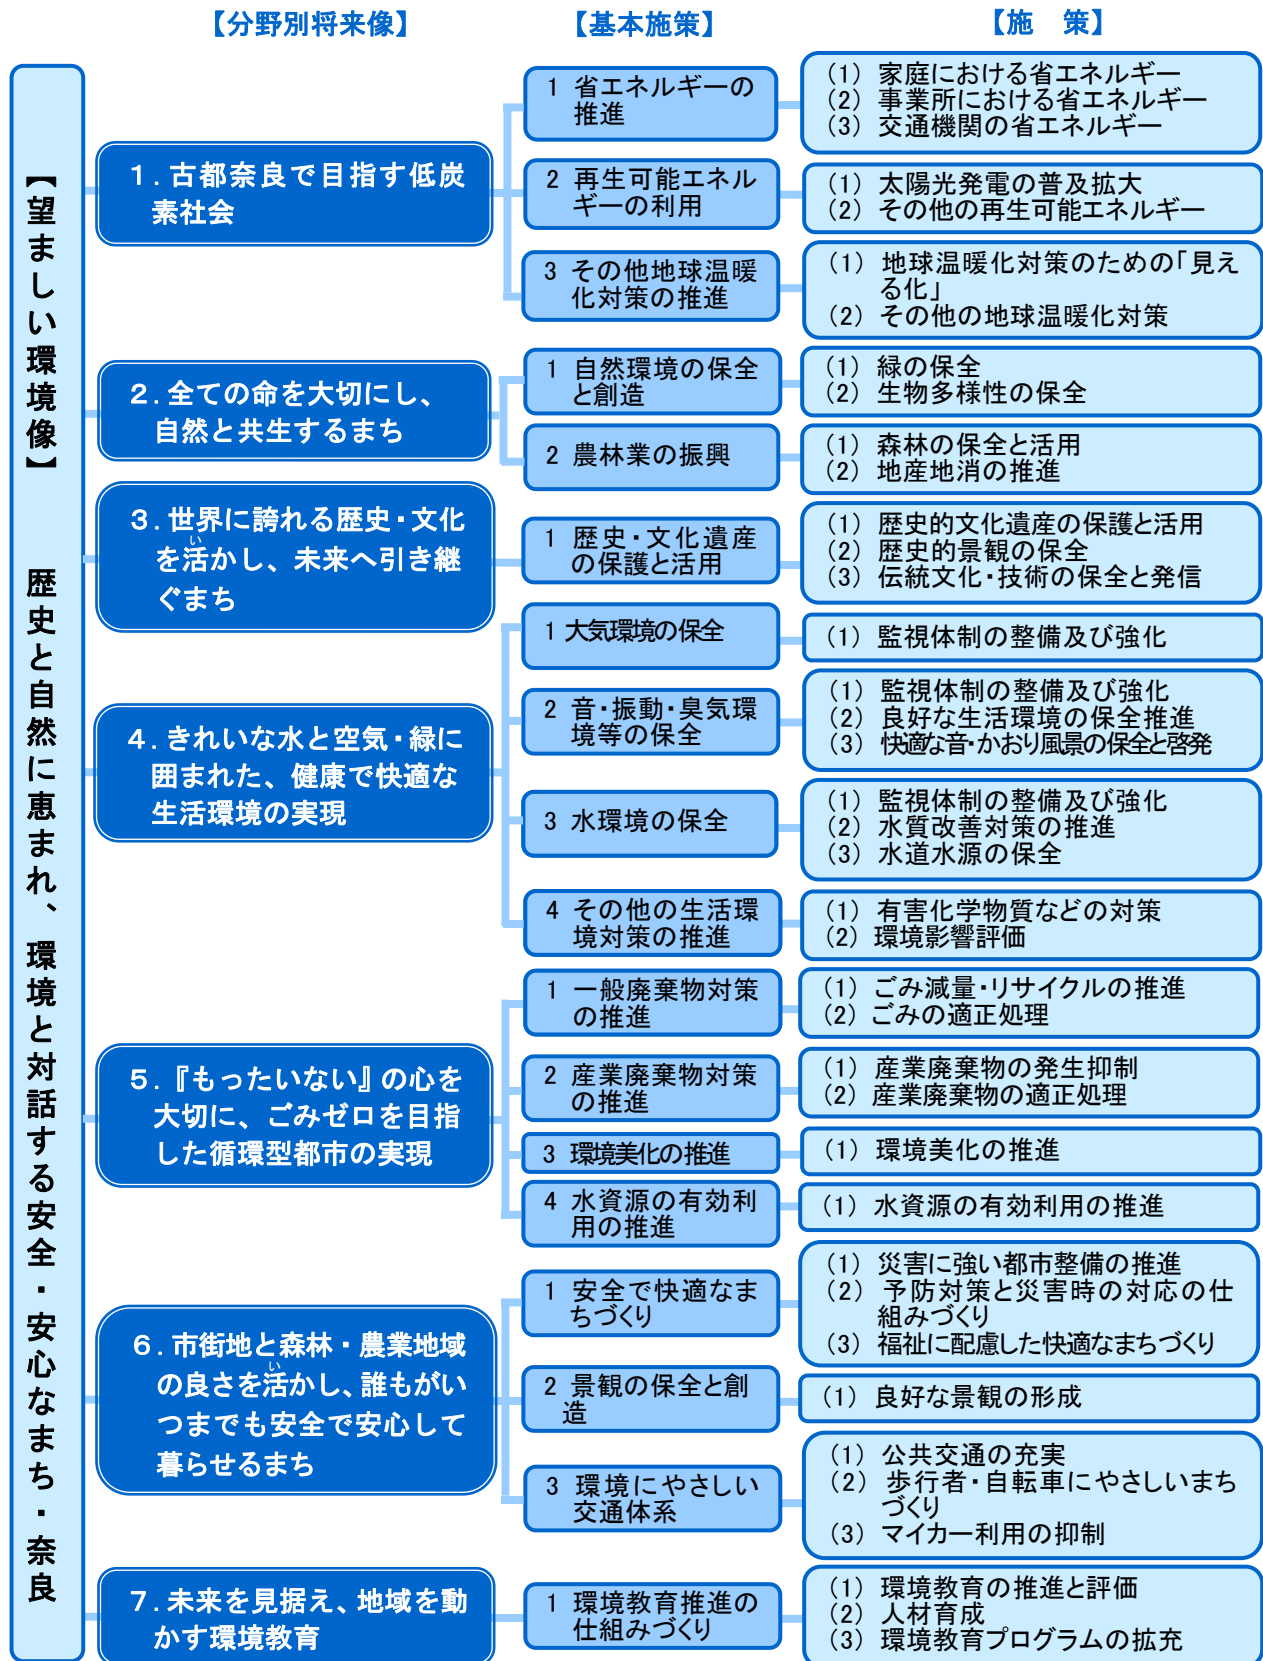 【分野別将来像】
【基本施策】
【施　策】
【望ましい環境像】　歴史と自然に恵まれ、環境と対話する安全・安心なまち・奈良
１．古都奈良で目指す低炭
素社会
1 省エネルギーの
推進
(1) 家庭における省エネルギー
(2) 事業所における省エネルギー
(3) 交通機関の省エネルギー
2 再生可能エネル
ギーの利用
(1) 太陽光発電の普及拡大
(2) その他の再生可能エネルギー
3 その他地球温暖
化対策の推進
(1) 地球温暖化対策のための「見え
る化」
(2) その他の地球温暖化対策
２．全ての命を大切にし、
自然と共生するまち
1 自然環境の保全
と創造
(1) 緑の保全
(2) 生物多様性の保全
2 農林業の振興
(1) 森林の保全と活用
(2) 地産地消の推進
３．世界に誇れる歴史・文化
い
を活かし、未来へ引き継
ぐまち
1 歴史・文化遺産
の保護と活用
(1) 歴史的文化遺産の保護と活用
(2) 歴史的景観の保全
(3) 伝統文化・技術の保全と発信
４．きれいな水と空気・緑に
囲まれた、健康で快適な
生活環境の実現
1 大気環境の保全
(1) 監視体制の整備及び強化
2 音・振動・臭気環
境等の保全
(1) 監視体制の整備及び強化
(2) 良好な生活環境の保全推進
(3) 快適な音・かおり風景の保全と啓発
3 水環境の保全
(1) 監視体制の整備及び強化
(2) 水質改善対策の推進
(3) 水道水源の保全
4 その他の生活環
境対策の推進
(1) 有害化学物質などの対策
(2) 環境影響評価
５．『もったいない』の心を
大切に、ごみゼロを目指
した循環型都市の実現
1 一般廃棄物対策
の推進
(1) ごみ減量・リサイクルの推進
(2) ごみの適正処理
2 産業廃棄物対策
の推進
(1) 産業廃棄物の発生抑制
(2) 産業廃棄物の適正処理
3 環境美化の推進
(1) 環境美化の推進
4 水資源の有効利
用の推進
(1) 水資源の有効利用の推進
６．市街地と森林・農業地域
い
の良さを活かし、誰もがい
つまでも安全で安心して
暮らせるまち
1 安全で快適なま
ちづくり
(1) 災害に強い都市整備の推進
(2) 予防対策と災害時の対応の仕
組みづくり
(3) 福祉に配慮した快適なまちづくり
2 景観の保全と創
造
(1) 良好な景観の形成
3 環境にやさしい
交通体系
(1) 公共交通の充実
(2) 歩行者・自転車にやさしいまち
づくり
(3) マイカー利用の抑制
７．未来を見据え、地域を動
かす環境教育
1 環境教育推進の
仕組みづくり
(1) 環境教育の推進と評価
(2) 人材育成
(3) 環境教育プログラムの拡充